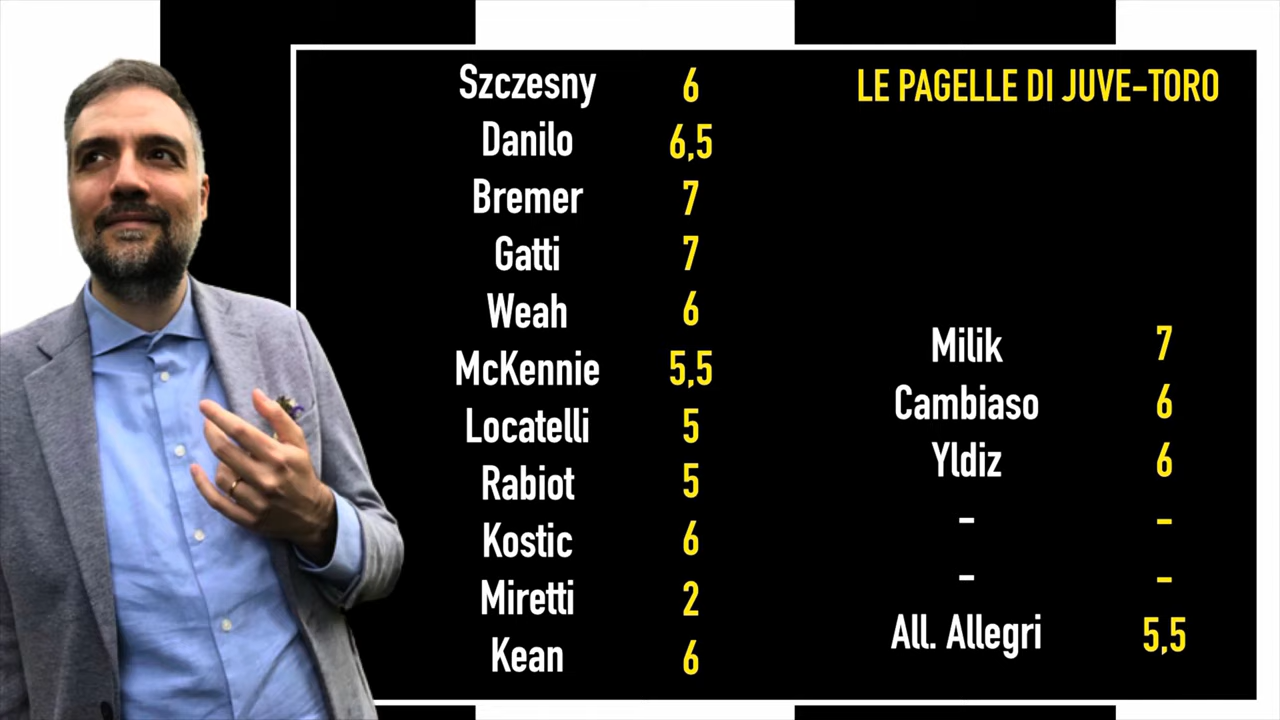 Szczesny 6
Danilo 6,5
Bremer 7
Gatti 7
Weah 6
McKennie 5,5
Locatelli 5
Rabiot 5
Kostic 6
Miretti 2
Kean 6
LE PAGELLE DI JUVE-TORO
Milik 7
Cambiaso 6
Yldiz 6
- -
- -
All. Allegri 5,5